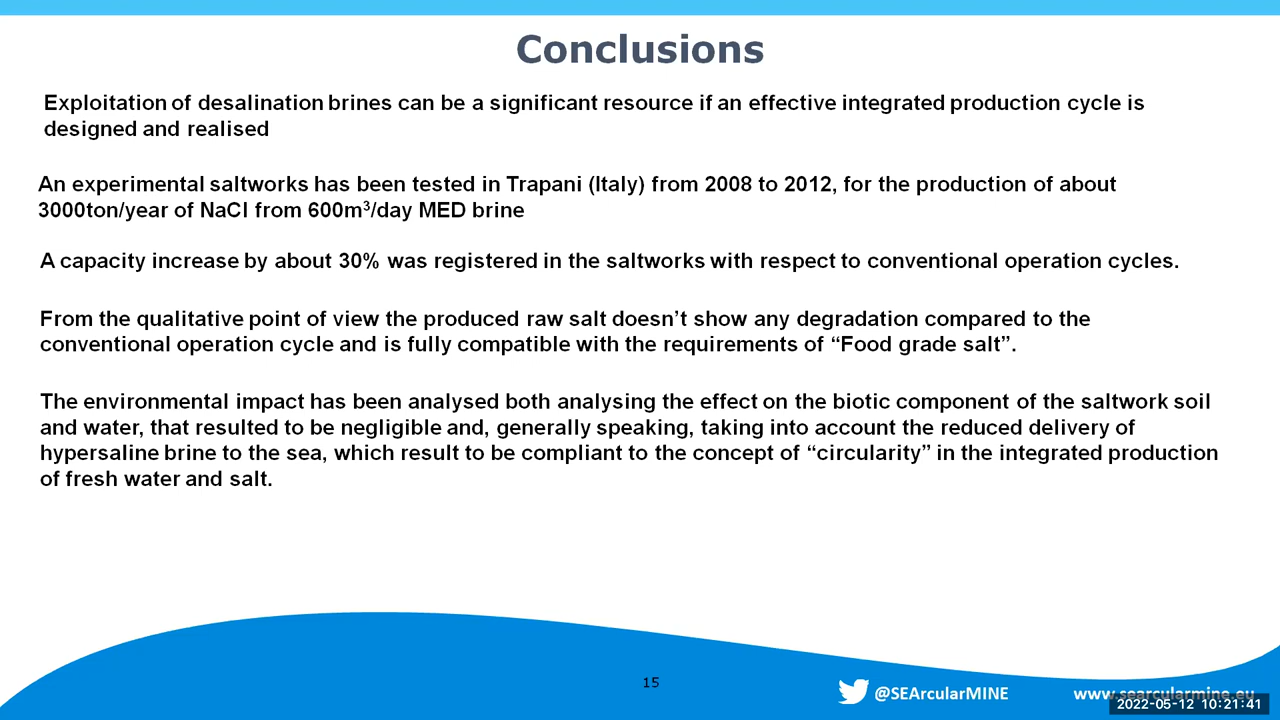 Conclusions
Exploitation of desalination brines can be a significant resource if an effective integrated production cycle is
designed and realised
An experimental saltworks has been tested in Trapani (Italy) from 2008 to 2012, for the production of about
3000ton/year of NaCl from 600m³/day MED brine
A capacity increase by about 30% was registered in the saltworks with respect to conventional operation cycles.
From the qualitative point of view the produced raw salt doesn’t show any degradation compared to the
conventional operation cycle and is fully compatible with the requirements of “Food grade salt”.
The environmental impact has been analysed both analysing the effect on the biotic component of the saltwork soil
and water, that resulted to be negligible and, generally speaking, taking into account the reduced delivery of
hypersaline brine to the sea, which result to be compliant to the concept of “circularity” in the integrated production
of fresh water and salt.
15
@SEArcularMINE
www.searcularmine.eu
2022-05-12 10:21:41